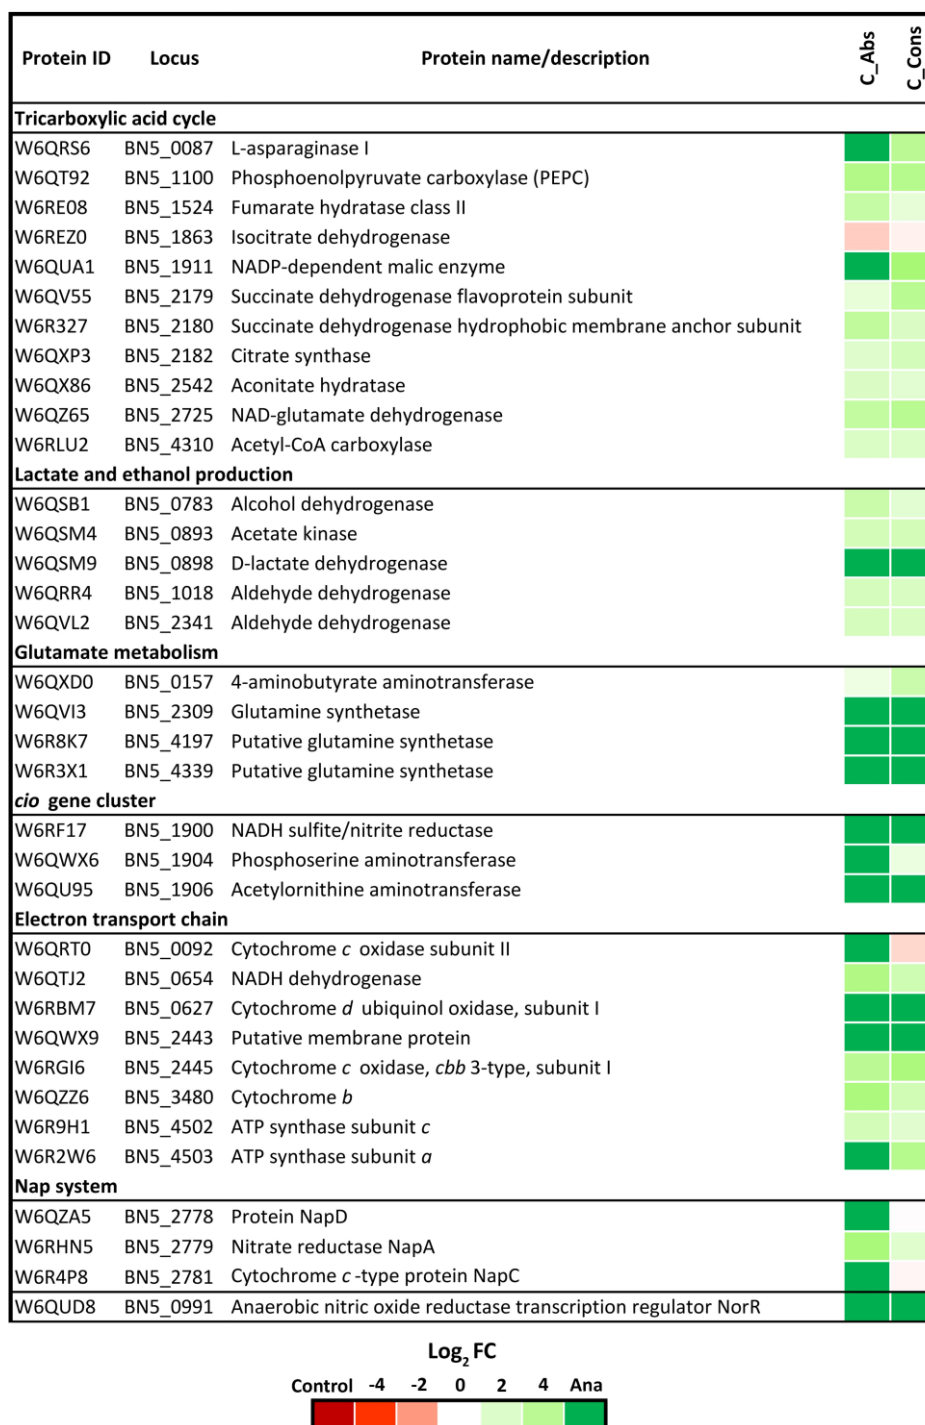 Protein ID Locus Protein name/description C_Abs C_Cons
Tricarboxylic acid cycle
W6QRS6 BN5_0087 L-asparaginase I
W6QT92 BN5_1100 Phosphoenolpyruvate carboxylase (PEPC)
W6RE08 BN5_1524 Fumarate hydratase class II
W6REZ0 BN5_1863 Isocitrate dehydrogenase
W6QUA1 BN5_1911 NADP-dependent malic enzyme
W6QV55 BN5_2179 Succinate dehydrogenase flavoprotein subunit
W6R327 BN5_2180 Succinate dehydrogenase hydrophobic membrane anchor subunit
W6QXP3 BN5_2182 Citrate synthase
W6QX86 BN5_2542 Aconitate hydratase
W6QZ65 BN5_2725 NAD-glutamate dehydrogenase
W6RLU2 BN5_4310 Acetyl-CoA carboxylase
Lactate and ethanol production
W6QSB1 BN5_0783 Alcohol dehydrogenase
W6QSM4 BN5_0893 Acetate kinase
W6QSM9 BN5_0898 D-lactate dehydrogenase
W6QRR4 BN5_1018 Aldehyde dehydrogenase
W6QVL2 BN5_2341 Aldehyde dehydrogenase
Glutamate metabolism
W6QXD0 BN5_0157 4-aminobutyrate aminotransferase
W6QVI3 BN5_2309 Glutamine synthetase
W6R8K7 BN5_4197 Putative glutamine synthetase
W6R3X1 BN5_4339 Putative glutamine synthetase
cio gene cluster
W6RF17 BN5_1900 NADH sulfite/nitrite reductase
W6QWX6 BN5_1904 Phosphoserine aminotransferase
W6QU95 BN5_1906 Acetylornithine aminotransferase
Electron transport chain
W6QRT0 BN5_0092 Cytochrome c oxidase subunit II
W6QTJ2 BN5_0654 NADH dehydrogenase
W6RBM7 BN5_0627 Cytochrome d ubiquinol oxidase, subunit I
W6QWX9 BN5_2443 Putative membrane protein
W6RGI6 BN5_2445 Cytochrome c oxidase, cbb 3-type, subunit I
W6QZZ6 BN5_3480 Cytochrome b
W6R9H1 BN5_4502 ATP synthase subunit c
W6R2W6 BN5_4503 ATP synthase subunit a
Nap system
W6QZA5 BN5_2778 Protein NapD
W6RHN5 BN5_2779 Nitrate reductase NapA
W6R4P8 BN5_2781 Cytochrome c-type protein NapC
W6QUD8 BN5_0991 Anaerobic nitric oxide reductase transcription regulator NorR
Log2 FC
Control -4 -2 0 2 4 Ana